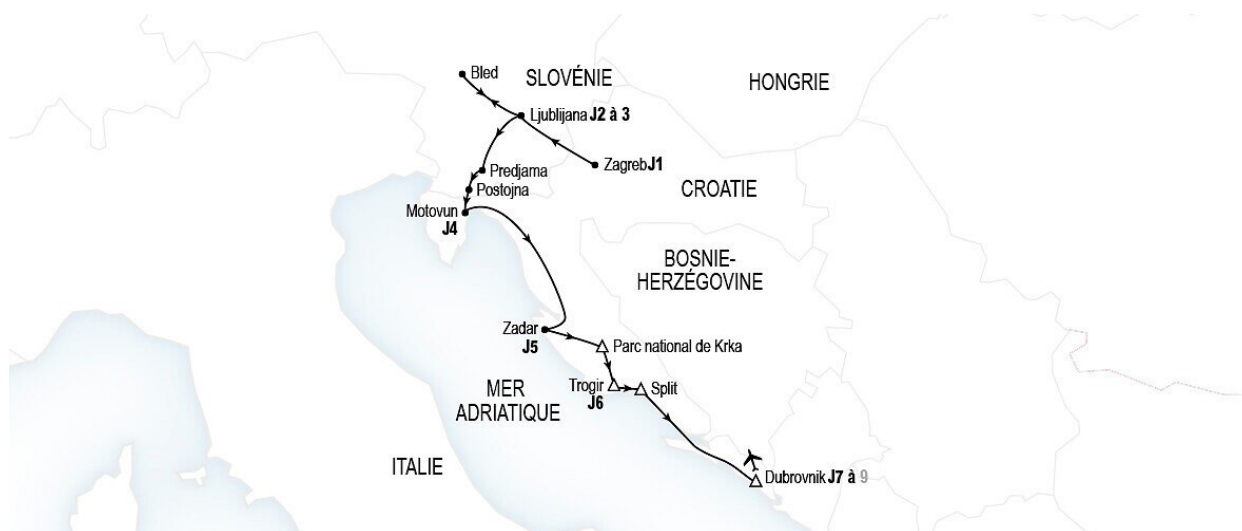 Bled
SLOVÉNIE
HONGRIE
Ljublijana J2 à 3
Zagreb J1
Predjama
CROATIE
Postojna
Motovun
J4
BOSNIE-
HERZÉGOVINE
Zadar
J5
Parc national de Krka
MER
ADRIATIQUE
Trogir
J6
Split
ITALIE
Dubrovnik J7 à 9